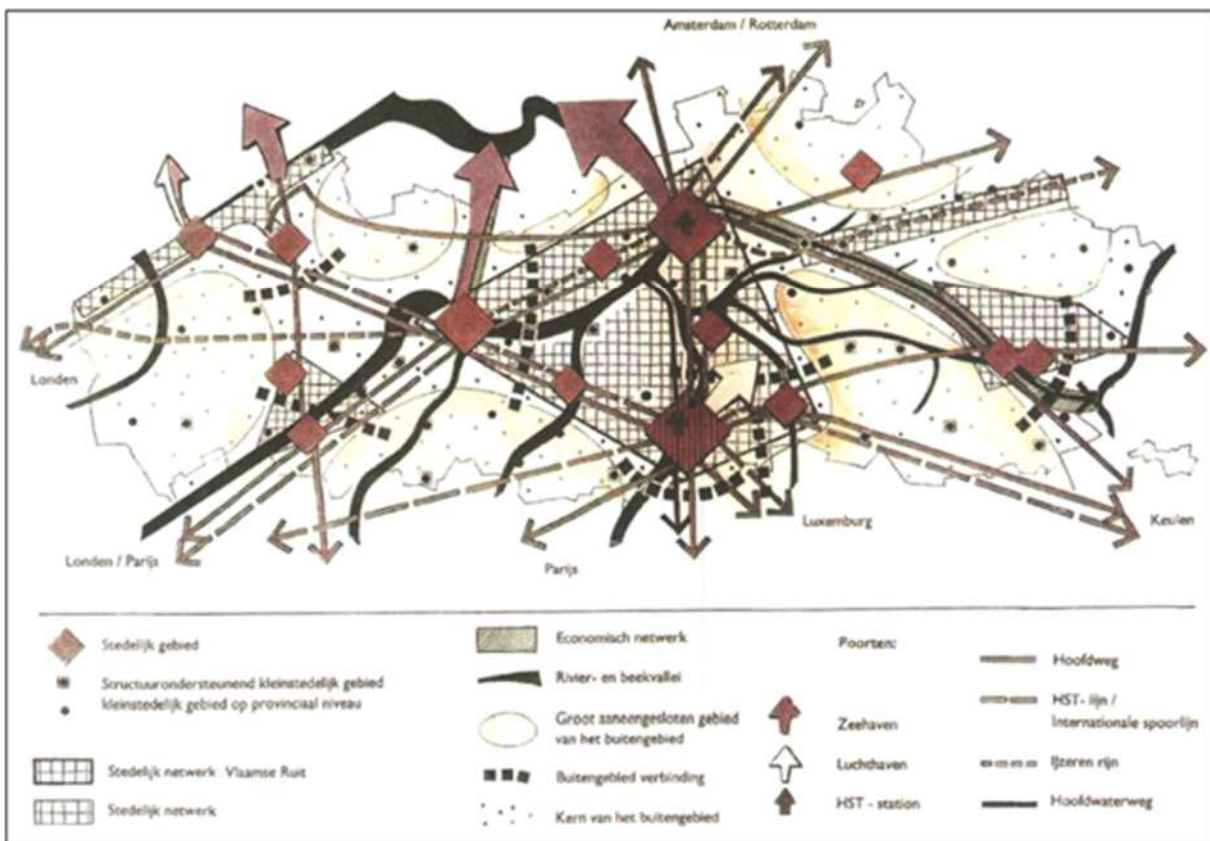 Amsterdam / Rotterdam
Londen
Londen / Parijs
Parijs
Luxemburg
Keulen
Stedelijk gebied
Structuurondersteunend kleinstedelijk gebied
kleinstedelijk gebied op provinciaal niveau
Stedelijk netwerk Vlaamse Ruit
Stedelijk netwerk
Economisch netwerk
Rivier- en beekvallei
Groot aaneengesloten gebied
van het buitengebied
Buitengebied verbinding
Kern van het buitengebied
Poorten:
Zeehaven
Luchthaven
HST - station
Hoofdweg
HST- lijn /
Internationale spoorlijn
IJzeren rijn
Hoofdwaterweg